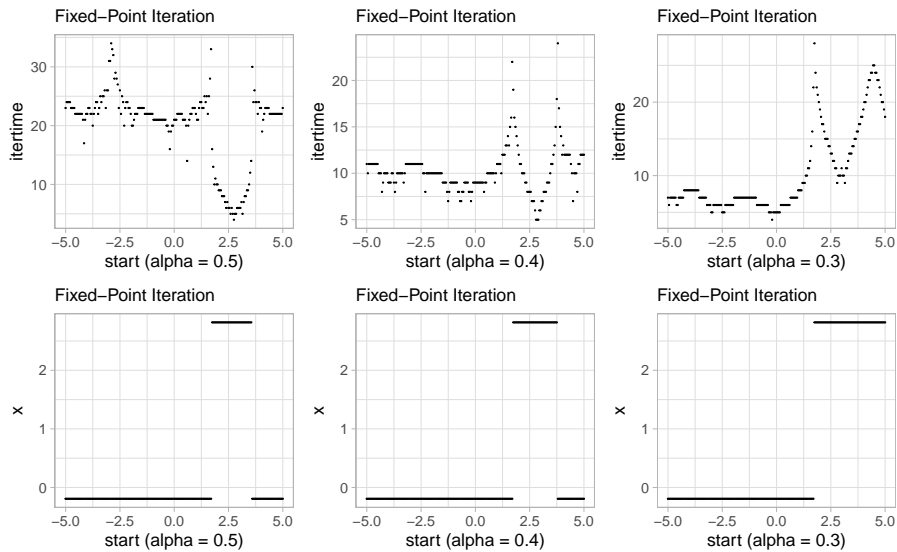 Fixed−Point Iteration
itertime
30
20
10
−5.0 −2.5 0.0 2.5 5.0
start (alpha = 0.5)
Fixed−Point Iteration
itertime
20
15
10
5
−5.0 −2.5 0.0 2.5 5.0
start (alpha = 0.4)
Fixed−Point Iteration
itertime
20
10
−5.0 −2.5 0.0 2.5 5.0
start (alpha = 0.3)
Fixed−Point Iteration
x
2
1
0
−5.0 −2.5 0.0 2.5 5.0
start (alpha = 0.5)
Fixed−Point Iteration
x
2
1
0
−5.0 −2.5 0.0 2.5 5.0
start (alpha = 0.4)
Fixed−Point Iteration
x
2
1
0
−5.0 −2.5 0.0 2.5 5.0
start (alpha = 0.3)